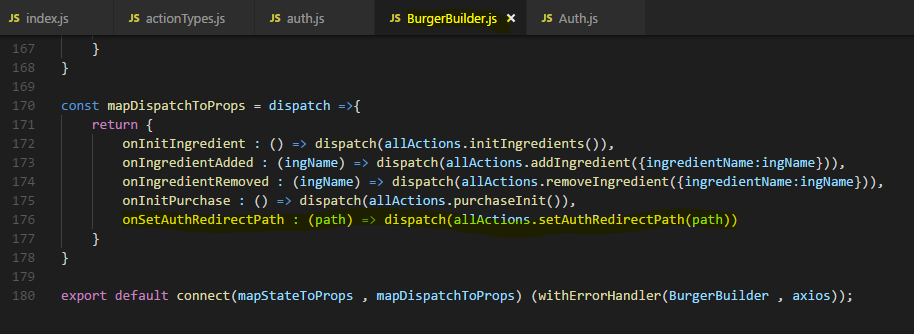 JS index.js JS actionTypes.js JS auth.js JS BurgerBuilder.js × JS Auth.js
167 }
168 }
169
170 const mapDispatchToProps = dispatch =>{
171 return {
172 onInitIngredient : () => dispatch(allActions.initIngredients()),
173 onIngredientAdded : (ingName) => dispatch(allActions.addIngredient({ingredientName:ingName})),
174 onIngredientRemoved : (ingName) => dispatch(allActions.removeIngredient({ingredientName:ingName})),
175 onInitPurchase : () => dispatch(allActions.purchaseInit()),
176 onSetAuthRedirectPath : (path) => dispatch(allActions.setAuthRedirectPath(path))
177 }
178 }
179
180 export default connect(mapStateToProps , mapDispatchToProps) (withErrorHandler(BurgerBuilder , axios));